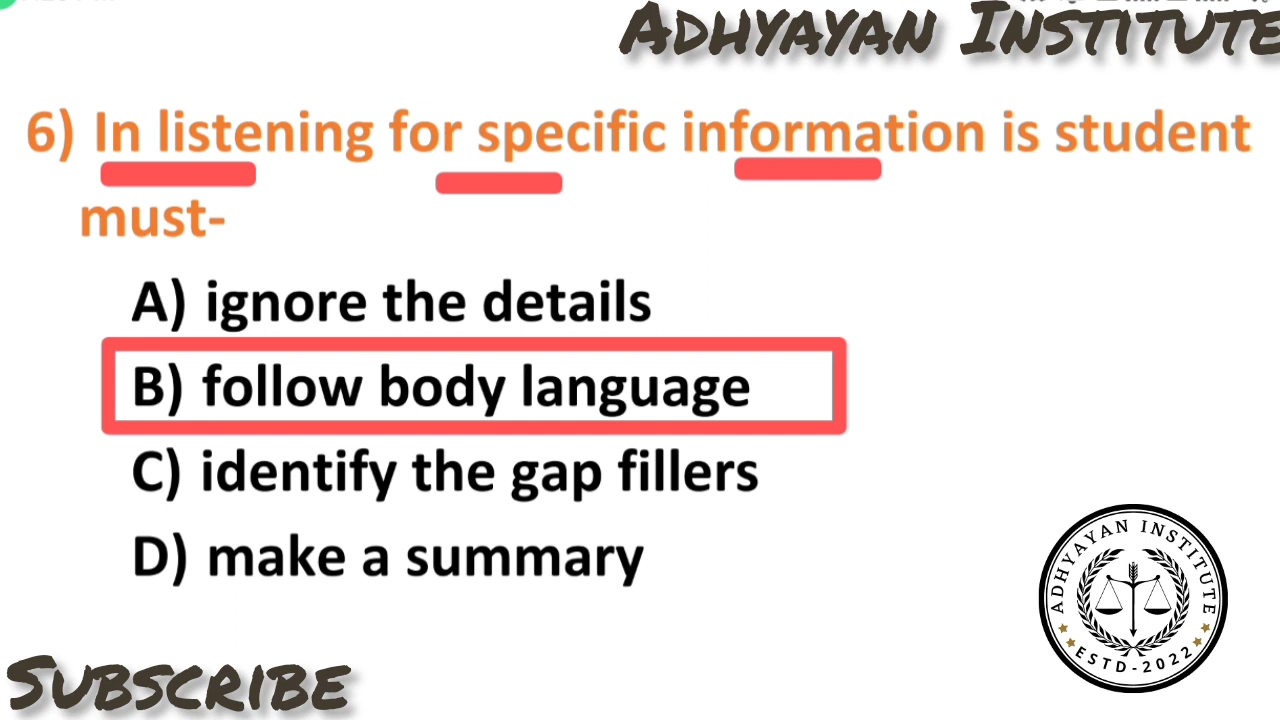 ADHYAYAN INSTITUTE
6) In listening for specific information is student
must-
A) ignore the details
B) follow body language
C) identify the gap fillers
D) make a summary
ADHYAYAN INSTITUTE
ESTD-2022
SUBSCRIBE